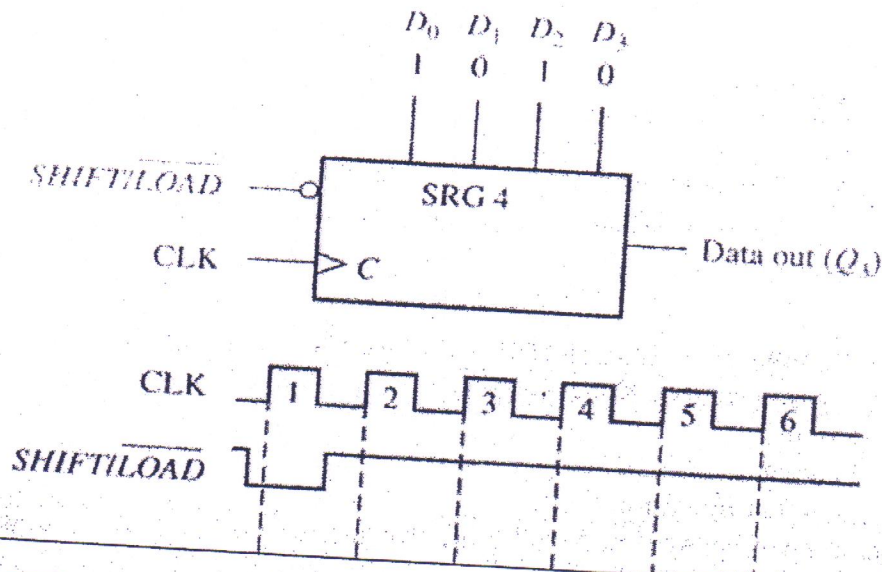 D₀ D₁ D₂ D₃
1 0 1 0
SHIFT/LOAD
SRG 4
CLK
C
Data out (Q₃)
CLK
1 2 3 4 5 6
SHIFT/LOAD